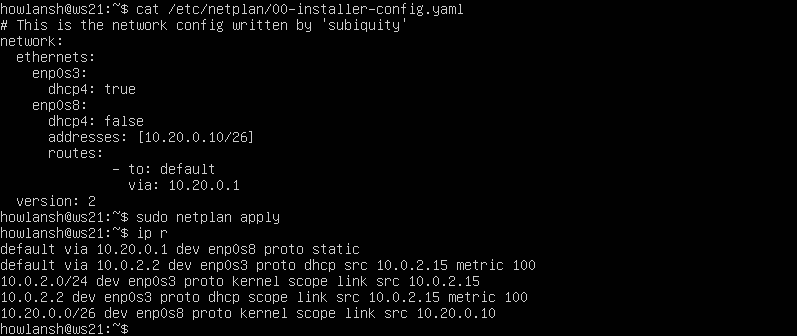 howlansh@ws21:~$ cat /etc/netplan/00-installer-config.yaml
# This is the network config written by 'subiquity'
network:
  ethernets:
    enp0s3:
      dhcp4: true
    enp0s8:
      dhcp4: false
      addresses: [10.20.0.10/26]
      routes:
              - to: default
                via: 10.20.0.1
  version: 2
howlansh@ws21:~$ sudo netplan apply
howlansh@ws21:~$ ip r
default via 10.20.0.1 dev enp0s8 proto static
default via 10.0.2.2 dev enp0s3 proto dhcp src 10.0.2.15 metric 100
10.0.2.0/24 dev enp0s3 proto kernel scope link src 10.0.2.15
10.0.2.2 dev enp0s3 proto dhcp scope link src 10.0.2.15 metric 100
10.20.0.0/26 dev enp0s8 proto kernel scope link src 10.20.0.10
howlansh@ws21:~$